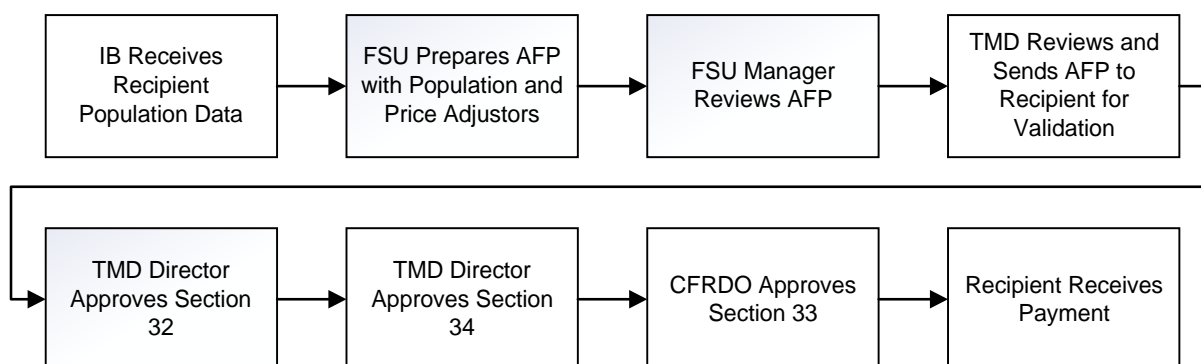 IB Receives
Recipient
Population Data
FSU Prepares AFP
with Population and
Price Adjustors
FSU Manager
Reviews AFP
TMD Reviews and
Sends AFP to
Recipient for
Validation
TMD Director
Approves Section
32
TMD Director
Approves Section
34
CFRDO Approves
Section 33
Recipient Receives
Payment